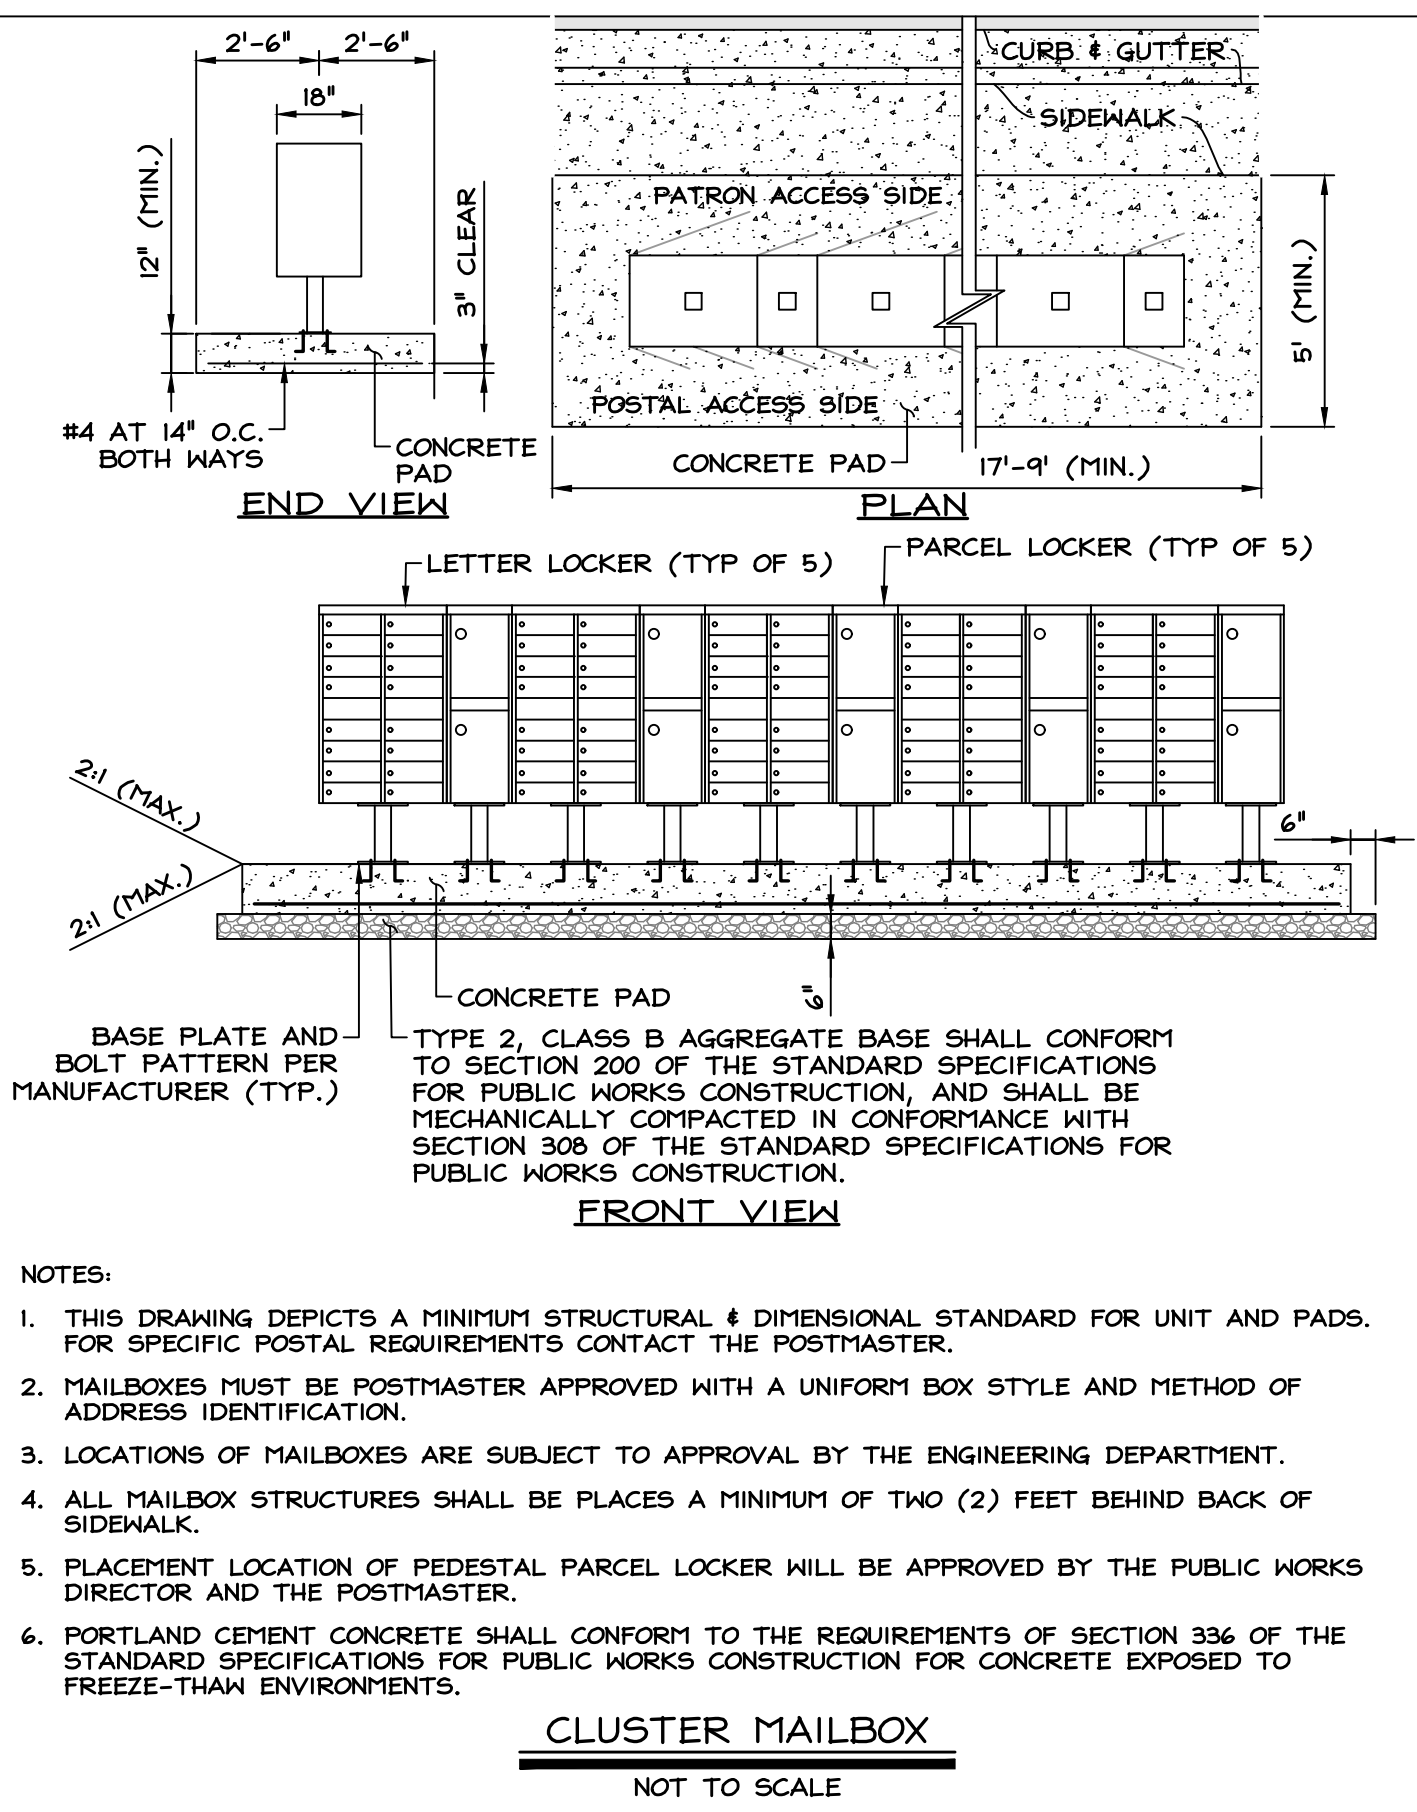 2'-6" 2'-6"
18"
12" (MIN.)
3" CLEAR
#4 AT 14" O.C.
BOTH WAYS
CONCRETE
PAD
END VIEW
CURB & GUTTER
SIDEWALK
PATRON ACCESS SIDE
5' (MIN.)
POSTAL ACCESS SIDE
CONCRETE PAD
17'-9' (MIN.)
PLAN
LETTER LOCKER (TYP OF 5)
PARCEL LOCKER (TYP OF 5)
2:1 (MAX.)
2:1 (MAX.)
6"
6"
CONCRETE PAD
BASE PLATE AND
BOLT PATTERN PER
MANUFACTURER (TYP.)
TYPE 2, CLASS B AGGREGATE BASE SHALL CONFORM
TO SECTION 200 OF THE STANDARD SPECIFICATIONS
FOR PUBLIC WORKS CONSTRUCTION, AND SHALL BE
MECHANICALLY COMPACTED IN CONFORMANCE WITH
SECTION 308 OF THE STANDARD SPECIFICATIONS FOR
PUBLIC WORKS CONSTRUCTION.
FRONT VIEW
NOTES:
1. THIS DRAWING DEPICTS A MINIMUM STRUCTURAL & DIMENSIONAL STANDARD FOR UNIT AND PADS.
FOR SPECIFIC POSTAL REQUIREMENTS CONTACT THE POSTMASTER.
2. MAILBOXES MUST BE POSTMASTER APPROVED WITH A UNIFORM BOX STYLE AND METHOD OF
ADDRESS IDENTIFICATION.
3. LOCATIONS OF MAILBOXES ARE SUBJECT TO APPROVAL BY THE ENGINEERING DEPARTMENT.
4. ALL MAILBOX STRUCTURES SHALL BE PLACES A MINIMUM OF TWO (2) FEET BEHIND BACK OF
SIDEWALK.
5. PLACEMENT LOCATION OF PEDESTAL PARCEL LOCKER WILL BE APPROVED BY THE PUBLIC WORKS
DIRECTOR AND THE POSTMASTER.
6. PORTLAND CEMENT CONCRETE SHALL CONFORM TO THE REQUIREMENTS OF SECTION 336 OF THE
STANDARD SPECIFICATIONS FOR PUBLIC WORKS CONSTRUCTION FOR CONCRETE EXPOSED TO
FREEZE-THAW ENVIRONMENTS.
CLUSTER MAILBOX
NOT TO SCALE